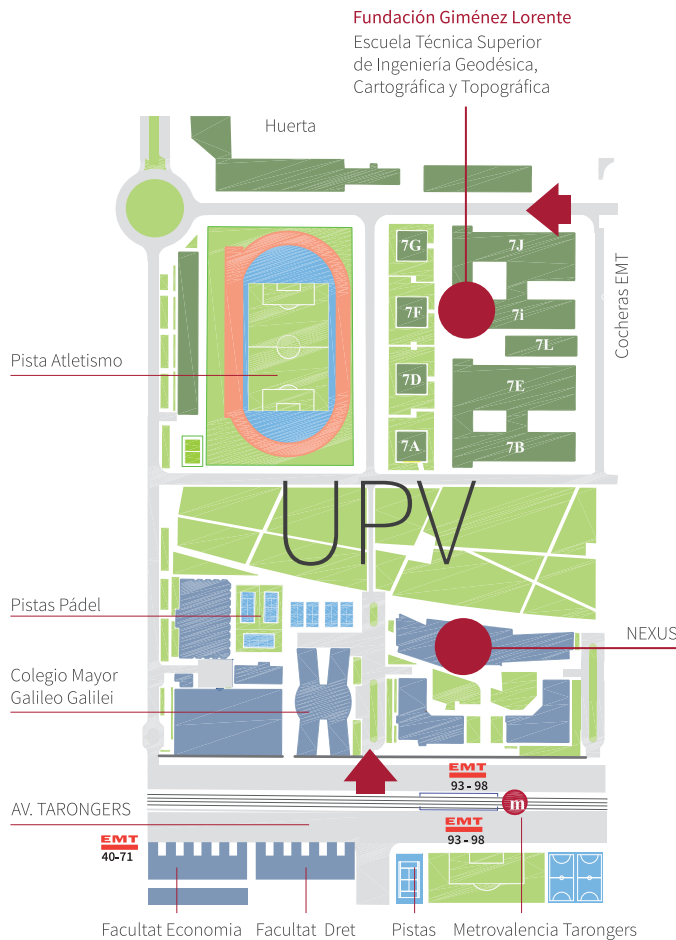 Fundación Giménez Lorente
Escuela Técnica Superior
de Ingeniería Geodésica,
Cartográfica y Topográfica
Huerta
7G
7J
Cocheras EMT
7F
7i
7L
Pista Atletismo
7D
7E
7A
7B
UPV
Pistas Pádel
NEXUS
Colegio Mayor
Galileo Galilei
EMT
93 - 98
m
AV. TARONGERS
EMT
93 - 98
EMT
40-71
Facultat Economia
Facultat Dret
Pistas
Metrovalencia Tarongers